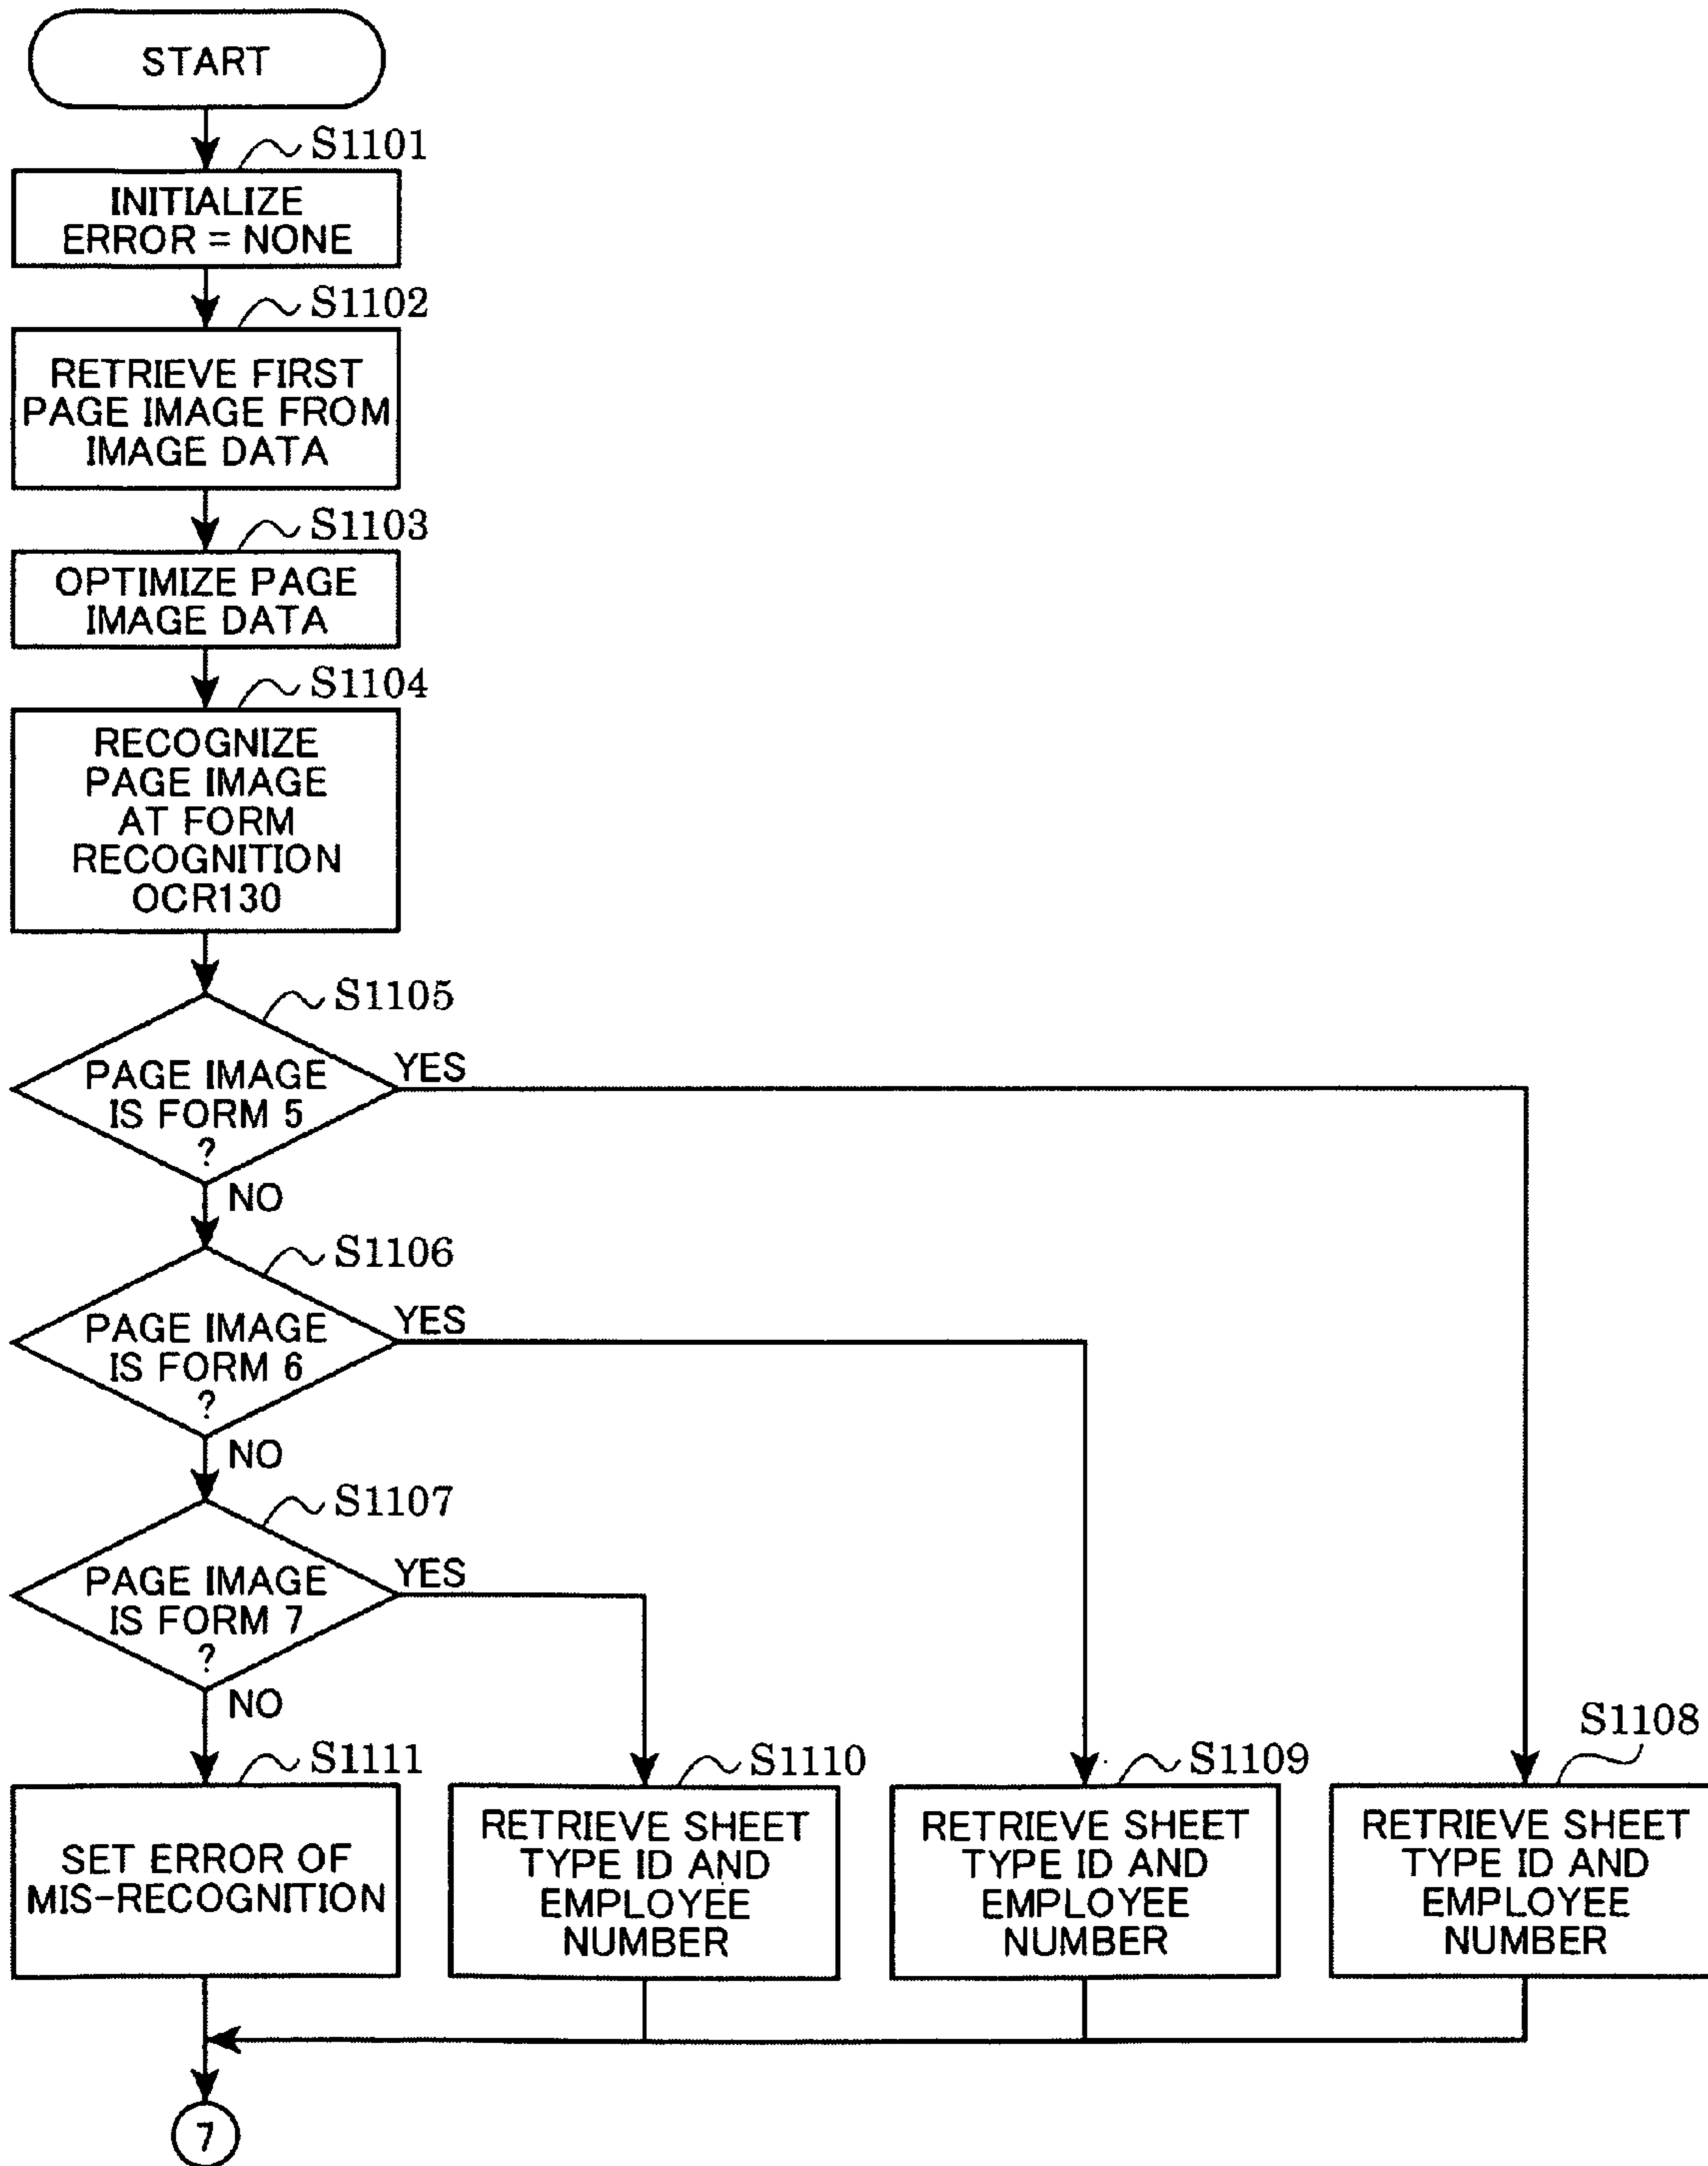 START
S1101
INITIALIZE
ERROR = NONE
S1102
RETRIEVE FIRST
PAGE IMAGE FROM
IMAGE DATA
S1103
OPTIMIZE PAGE
IMAGE DATA
S1104
RECOGNIZE
PAGE IMAGE
AT FORM
RECOGNITION
OCR130
S1105
PAGE IMAGE
IS FORM 5
?
YES
NO
S1106
PAGE IMAGE
IS FORM 6
?
YES
NO
S1107
PAGE IMAGE
IS FORM 7
?
YES
NO
S1111
SET ERROR OF
MIS-RECOGNITION
S1110
RETRIEVE SHEET
TYPE ID AND
EMPLOYEE
NUMBER
S1109
RETRIEVE SHEET
TYPE ID AND
EMPLOYEE
NUMBER
S1108
RETRIEVE SHEET
TYPE ID AND
EMPLOYEE
NUMBER
7